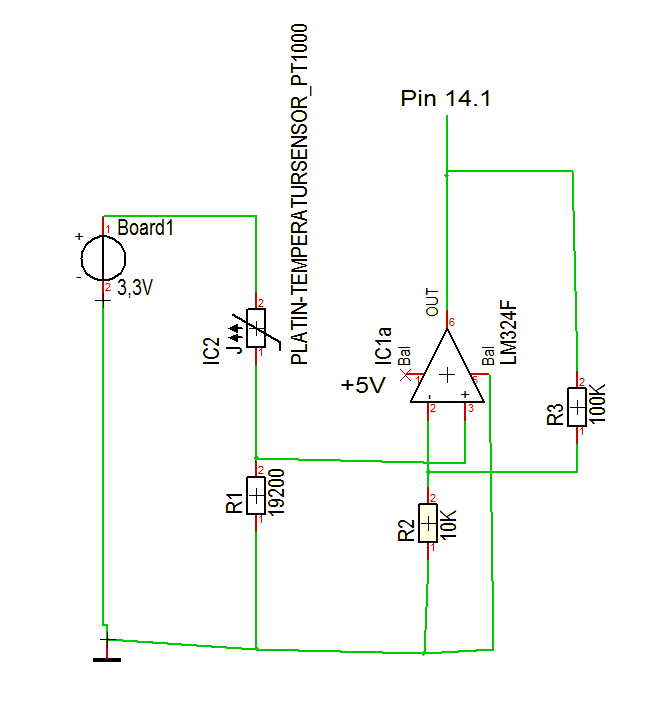 Pin 14.1
PLATIN-TEMPERATURSENSOR_PT1000
+
1
Board1
-
2
3,3V
2
IC2
J
1
OUT
6
IC1a
Bal
Bal
LM324F
+5V
1
5
-
+
2
3
2
R3
100K
1
2
R1
19200
1
2
R2
10K
1